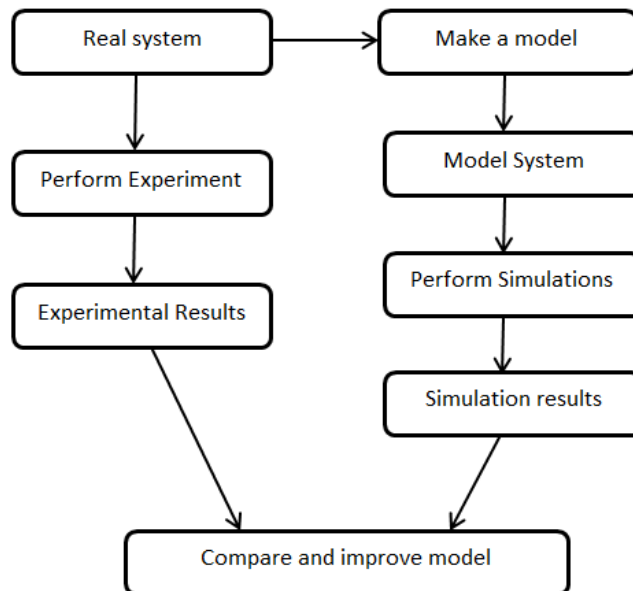 Real system
Make a model
Perform Experiment
Model System
Experimental Results
Perform Simulations
Simulation results
Compare and improve model